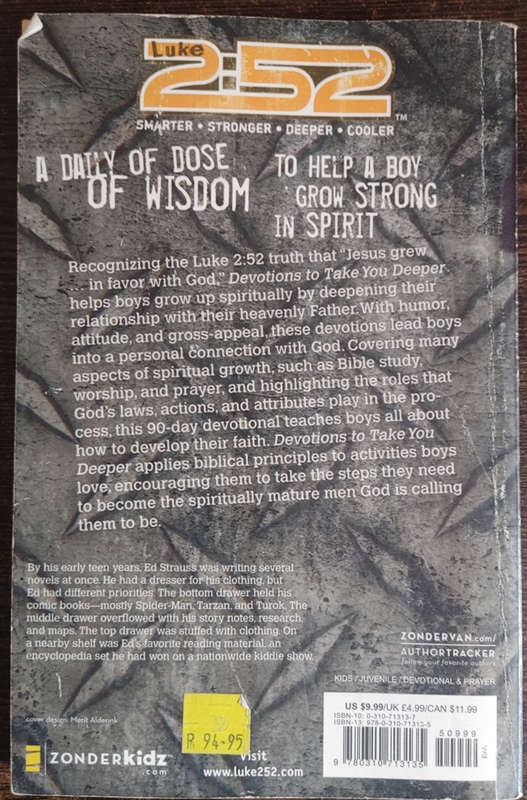 Luke
2:52™
SMARTER • STRONGER • DEEPER • COOLER
A DAILY OF DOSE
OF WISDOM
TO HELP A BOY
GROW STRONG
IN SPIRIT
Recognizing the Luke 2:52 truth that “Jesus grew
... in favor with God,” Devotions to Take You Deeper
helps boys grow up spiritually by deepening their
relationship with their heavenly Father. With humor,
attitude, and gross-appeal, these devotions lead boys
into a personal connection with God. Covering many
aspects of spiritual growth, such as Bible study,
worship, and prayer, and highlighting the roles that
God’s laws, actions, and attributes play in the pro-
cess, this 90-day devotional teaches boys all about
how to develop their faith. Devotions to Take You
Deeper applies biblical principles to activities boys
love, encouraging them to take the steps they need
to become the spiritually mature men God is calling
them to be.
By his early teen years, Ed Strauss was writing several
novels at once. He had a dresser for his clothing, but
Ed had different priorities. The bottom drawer held his
comic books—mostly Spider-Man, Tarzan, and Turok. The
middle drawer overflowed with his story notes, research,
and maps. The top drawer was stuffed with clothing. On
a nearby shelf was Ed’s favorite reading material, an
encyclopedia set he had won on a nationwide kiddie show.
ZONDERVAN.com/
AUTHORTRACKER
follow your favorite authors
KIDS / JUVENILE / DEVOTIONAL & PRAYER
US $9.99/UK £4.99/CAN $11.99
ISBN-10: 0-310-71313-7
ISBN-13: 978-0-310-71313-5
50999
9 780310 713135
cover design: Merit Alderink
R 94-95
ZONDERkidz™
.com
Visit
www.luke252.com